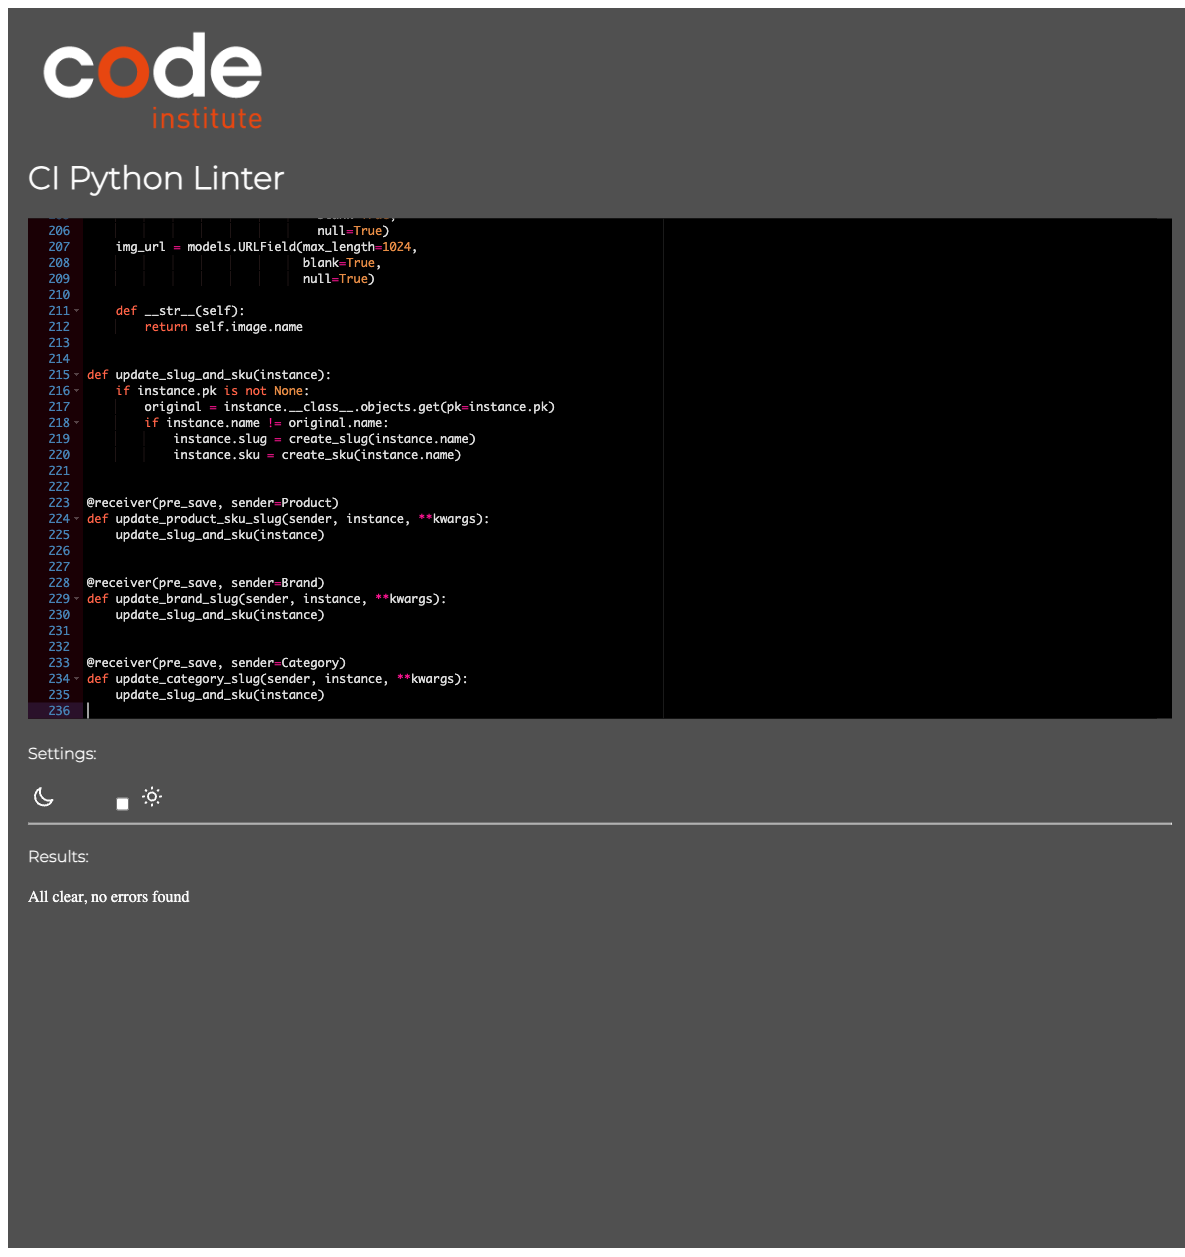 code
institute
CI Python Linter
206 null=True)
207 img_url = models.URLField(max_length=1024,
208 blank=True,
209 null=True)
210
211 def __str__(self):
212 return self.image.name
213
214
215 def update_slug_and_sku(instance):
216 if instance.pk is not None:
217 original = instance.__class__.objects.get(pk=instance.pk)
218 if instance.name != original.name:
219 instance.slug = create_slug(instance.name)
220 instance.sku = create_sku(instance.name)
221
222
223 @receiver(pre_save, sender=Product)
224 def update_product_sku_slug(sender, instance, **kwargs):
225 update_slug_and_sku(instance)
226
227
228 @receiver(pre_save, sender=Brand)
229 def update_brand_slug(sender, instance, **kwargs):
230 update_slug_and_sku(instance)
231
232
233 @receiver(pre_save, sender=Category)
234 def update_category_slug(sender, instance, **kwargs):
235 update_slug_and_sku(instance)
236
Settings:
Results:
All clear, no errors found